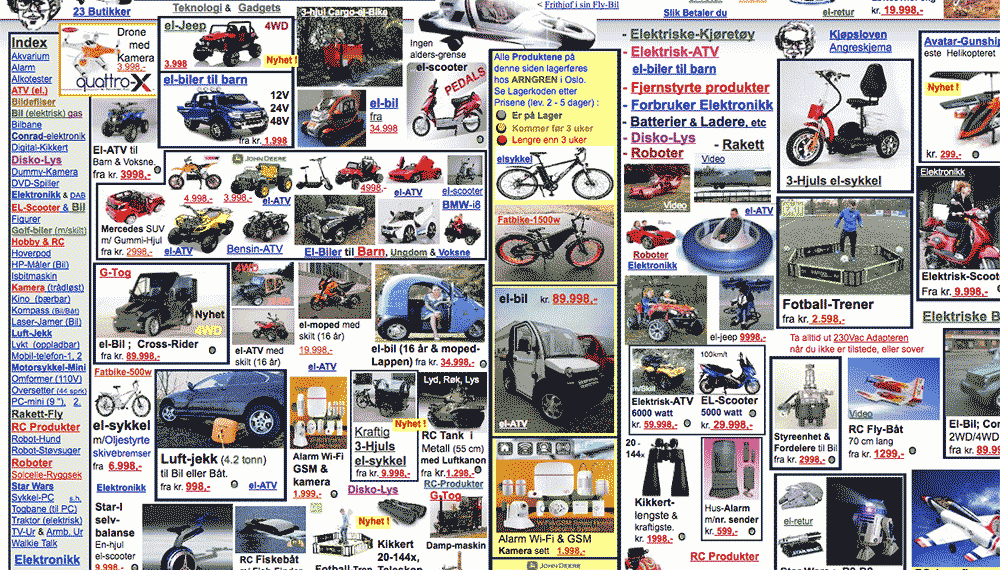 23 Butikker
Teknologi & Gadgets
3-hjul Cargo-el-Bike
< Frithjof i sin Fly-Bil
Slik Betaler du
el-retur
kr. 19.998,-
Index
Akvarium
Alarm
Alkotester
ATV (el.)
Bildefliser
Bil (elektrisk) gas
Bilbane
Conrad-elektronik
Digital-Kikkert
Disko-Lys
Dummy-Kamera
DVD-Spiller
Elektronikk & DAB
EL-Scooter & Bil
Figurer
Golf-biler (m/skilt)
Hobby & RC
Hoverpod
HP-Måler (Bil)
Isbitmaskin
Kamera (trådløst)
Kino (bærbar)
Kompass (Bil/Båt)
Laser-Jamer (Bil)
Luft-Jekk
Lykt (oppladbar)
Mobil-telefon-1, 2
Motorsykkel-Mini
Omformer (110V)
Oversetter (44 sprk)
PC-mini (9 "), 2.
Rakett-Fly
RC Produkter
Robot-Hund
Robot-Støvsuger
Roboter
Solcelle-Ryggsek
Star Wars
Sykkel-PC s.h.
Togbane (til PC)
Traktor (elektrisk)
TV-Ur & Armb. Ur
Walkie Talk
Elektronikk
Drone
med
Kamera
3.998,-
quattro-X
el-Jeep 4WD
3.998
Nyhet !
el-biler til barn
12V
24V
48V
fra kr. 1.998
el-bil
fra
34.998
Ingen
alders-grense
el-scooter
PEDALS
Alle Produktene på
denne siden lagerføres
hos ARNGREN i Oslo.
Se Lagerkoden etter
Prisene (lev. 2 - 5 dager) :
Er på Lager
Kommer før 3 uker
Lengre enn 3 uker
elsykkel
Fatbike-1500w
el-bil kr. 89.998,-
Alarm Wi-Fi & GSM
Kamera sett 1.998,-
JOHN DEERE
- Elektriske-Kjøretøy
- Elektrisk-ATV
- el-biler til barn
- Fjernstyrte produkter
- Forbruker Elektronikk
- Batterier & Ladere, etc
- Disko-Lys
- Roboter
- Rakett
Video
Video
el-ATV
Roboter
Elektronikk
el-jeep 9998,-
Kjøpsloven
Angreskjema
3-Hjuls el-sykkel
Avatar-Gunship
este Helikopteret
Nyhet !
kr. 299,-
Elektronikk
Elektrisk-Scoot
Fra kr. 9.998,-
Fotball-Trener
fra kr. 2.598,-
Elektriske B
Ta alltid ut 230Vac Adapteren
når du ikke er tilstede, eller sover
El-ATV til
Barn & Voksne.
fra kr. 3998,-
JOHN DEERE
4.998,-
3.998,-
el-ATV
4998,-
el-ATV
el-scooter
BMW-i8
Mercedes SUV
m/ Gummi-Hjul
fra kr. 2998,-
el-ATV
Bensin-ATV
El-Biler til Barn, Ungdom & Voksne
G-Tog
Nyhet
4WD
el-Bil ; Cross-Rider
fra kr. 89.998,-
4WD
el-ATV med
skilt (16 år)
el-moped med
skilt (16 år)
19.998,-
el-bil (16 år & moped-
Lappen) fra kr. 34.998,-
el-ATV
Fatbike-500w
el-sykkel
m/Oljestyrte
skivebremser
fra 6.998,-
Elektronikk
Luft-jekk (4.2 tonn)
til Bil eller Båt.
fra kr. 998,-
el-ATV
Alarm Wi-Fi
GSM &
kamera
1.999,-
Kraftig
3-Hjuls
el-sykkel
fra kr. 9.998,-
Lyd, Røk, Lys
Nyhet !
RC Tank i
Metall (55 cm)
med Luftkanon
fra Kr.1.298,-
RC-Produkter
Disko-Lys
Nyhet !
G-Tog
Damp-maskin
Star-I
selv-
balanse
En-hjul
el-scooter
9.998,-
RC Fiskebåt
Kikkert
20-144x,
m/Skilt
Elektrisk-ATV
6000 watt
kr. 59.998,-
100km/t
EL-Scooter
5000 watt
kr. 29.998,-
20 -
144x
Kikkert-
lengste &
kraftigste.
kr. 1998,-
Hus-Alarm
m/nr. sender
kr. 599,-
RC Produkter
Styreenhet &
Fordelere til Bil
fra kr. 2998,-
Video
RC Fly-Båt
70 cm lang
kr. 1299,-
El-Bil; Cor
2WD/4WD
fra kr. 89.99
el-retur